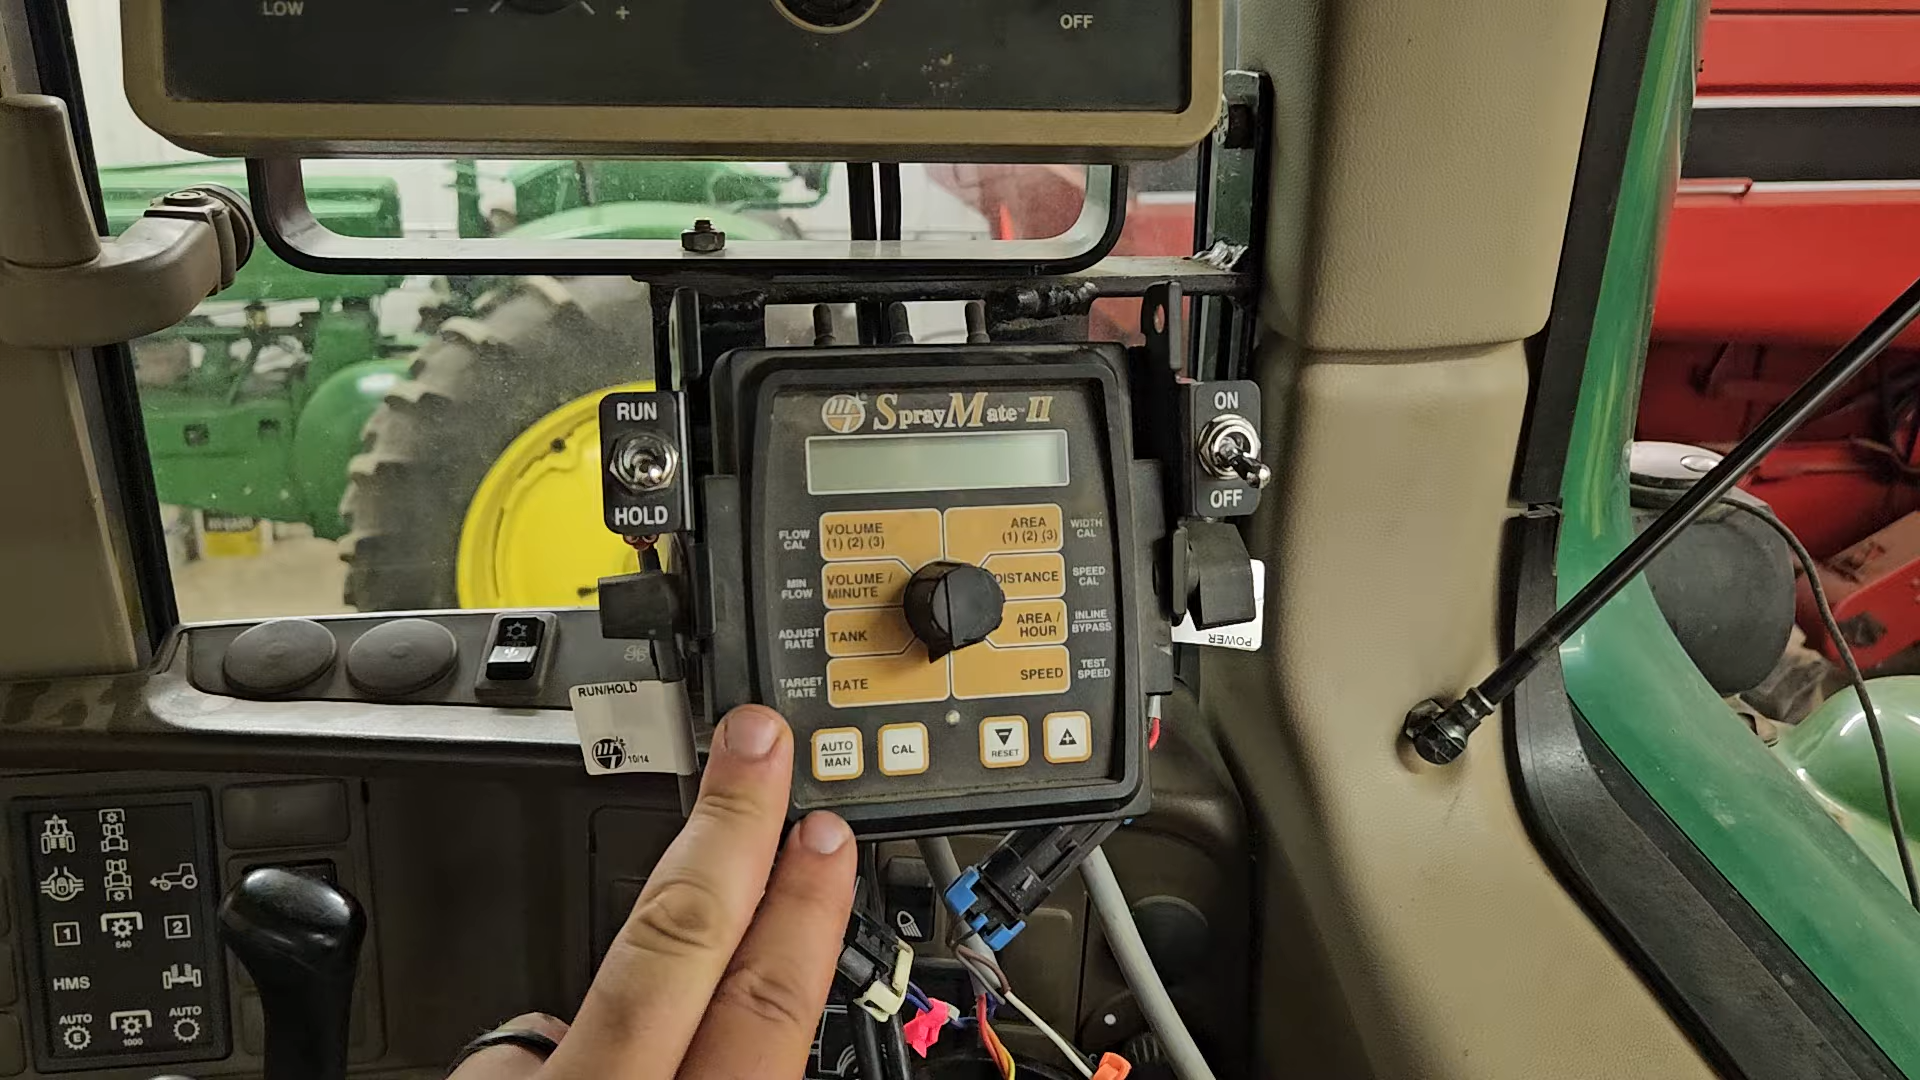 LOW
- +
OFF
RUN
HOLD
SprayMate™ II
ON
OFF
FLOW
CAL
VOLUME
(1) (2) (3)
AREA
(1) (2) (3)
WIDTH
CAL
MIN
FLOW
VOLUME /
MINUTE
DISTANCE
SPEED
CAL
ADJUST
RATE
TANK
AREA /
HOUR
INLINE
BYPASS
TARGET
RATE
RATE
SPEED
TEST
SPEED
AUTO
MAN
CAL
RESET
RUN/HOLD
10/14
POWER
1
540
2
HMS
AUTO
E
1000
AUTO